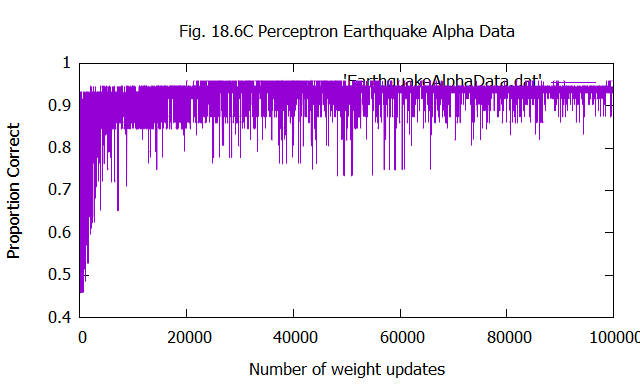 Fig. 18.6C Perceptron Earthquake Alpha Data
'EarthquakeAlphaData.dat'
Proportion Correct
1
0.9
0.8
0.7
0.6
0.5
0.4
0 20000 40000 60000 80000 100000
Number of weight updates